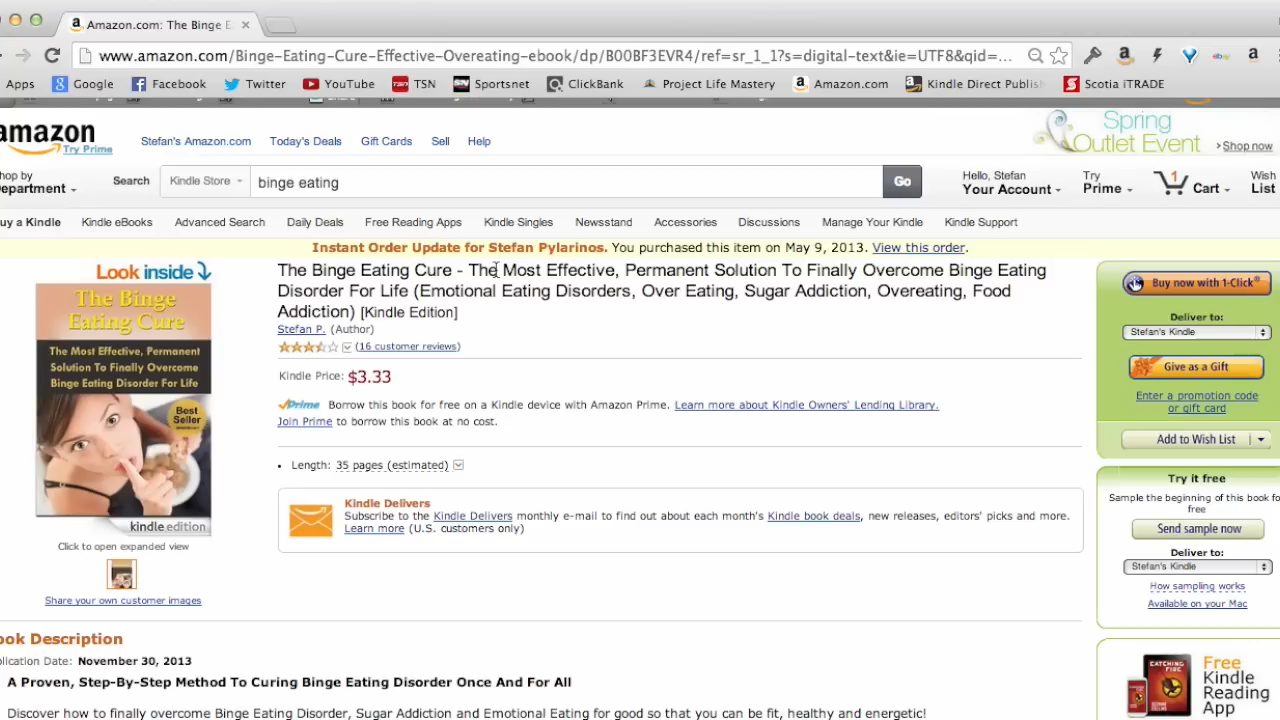 Amazon.com: The Binge E
www.amazon.com/Binge-Eating-Cure-Effective-Overeating-ebook/dp/B00BF3EVR4/ref=sr_1_1?s=digital-text&ie=UTF8&qid=...
Apps Google Facebook Twitter YouTube TSN Sportsnet ClickBank Project Life Mastery Amazon.com Kindle Direct Publis Scotia iTRADE
amazon
Try Prime
Stefan's Amazon.com Today's Deals Gift Cards Sell Help
Spring
Outlet Event
Shop now
hop by
Department
Search
Kindle Store
binge eating
Go
Hello, Stefan
Your Account
Try
Prime
1
Cart
Wish
List
uy a Kindle Kindle eBooks Advanced Search Daily Deals Free Reading Apps Kindle Singles Newsstand Accessories Discussions Manage Your Kindle Kindle Support
Instant Order Update for Stefan Pylarinos. You purchased this item on May 9, 2013. View this order.
Look inside
The Binge
Eating Cure
The Most Effective, Permanent
Solution To Finally Overcome
Binge Eating Disorder For Life
Best
Seller
kindle edition
Click to open expanded view
Share your own customer images
The Binge Eating Cure - The Most Effective, Permanent Solution To Finally Overcome Binge Eating
Disorder For Life (Emotional Eating Disorders, Over Eating, Sugar Addiction, Overeating, Food
Addiction) [Kindle Edition]
Stefan P. (Author)
(16 customer reviews)
Kindle Price: $3.33
Prime Borrow this book for free on a Kindle device with Amazon Prime. Learn more about Kindle Owners' Lending Library.
Join Prime to borrow this book at no cost.
Length: 35 pages (estimated)
Kindle Delivers
Subscribe to the Kindle Delivers monthly e-mail to find out about each month's Kindle book deals, new releases, editors' picks and more.
Learn more (U.S. customers only)
Buy now with 1-Click®
Deliver to:
Stefan's Kindle
Give as a Gift
Enter a promotion code
or gift card
Add to Wish List
Try it free
Sample the beginning of this book for
free
Send sample now
Deliver to:
Stefan's Kindle
How sampling works
Available on your Mac
CATCHING
FIRE
Free
Kindle
Reading
App
ook Description
lication Date: November 30, 2013
A Proven, Step-By-Step Method To Curing Binge Eating Disorder Once And For All
Discover how to finally overcome Binge Eating Disorder, Sugar Addiction and Emotional Eating for good so that you can be fit, healthy and energetic!